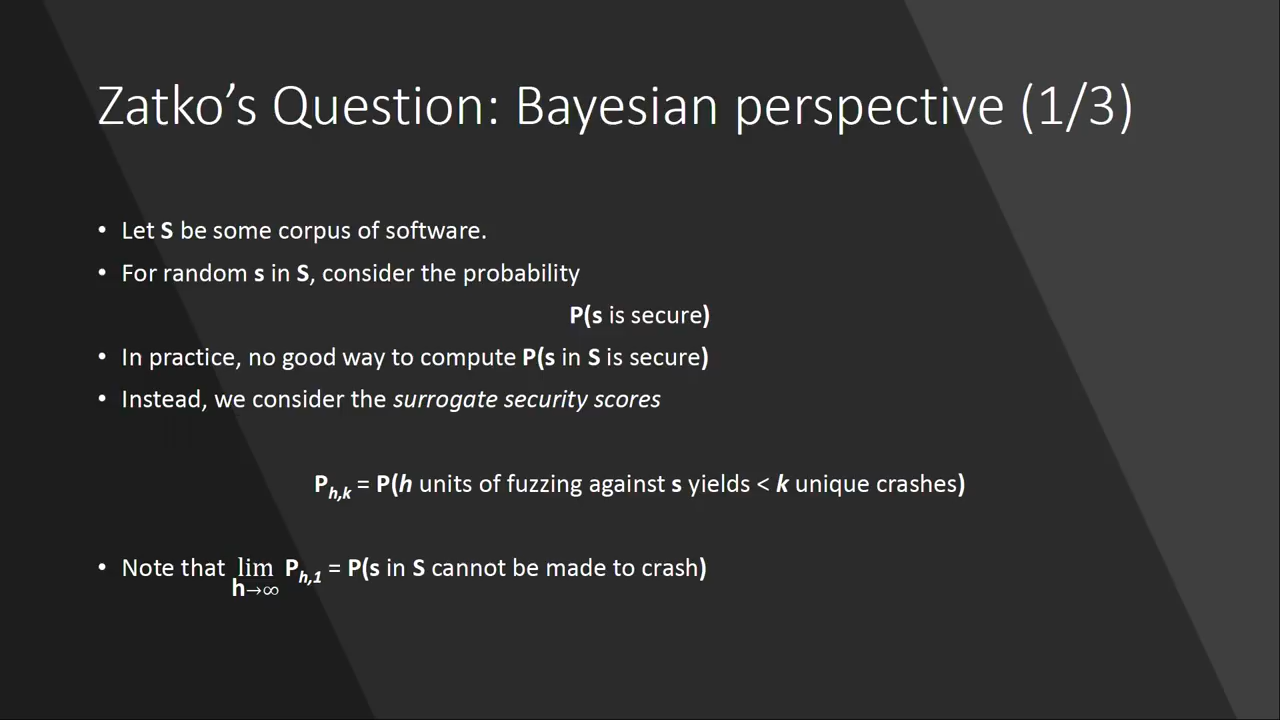 Zatko’s Question: Bayesian perspective (1/3)
• Let S be some corpus of software.
• For random s in S, consider the probability
P(s is secure)
• In practice, no good way to compute P(s in S is secure)
• Instead, we consider the surrogate security scores
Ph,k = P(h units of fuzzing against s yields < k unique crashes)
• Note that lim Ph,1 = P(s in S cannot be made to crash)
h→∞